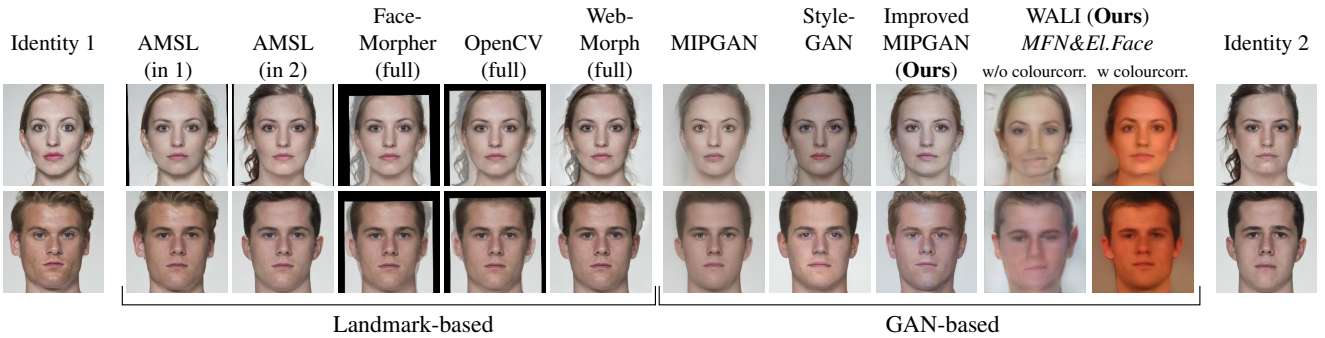 Identity 1
AMSL
(in 1)
AMSL
(in 2)
Face-
Morpher
(full)
OpenCV
(full)
Web-
Morph
(full)
MIPGAN
Style-
GAN
Improved
MIPGAN
(Ours)
WALI (Ours)
MFN&El.Face
w/o colourcorr.
w colourcorr.
Identity 2
Landmark-based
GAN-based